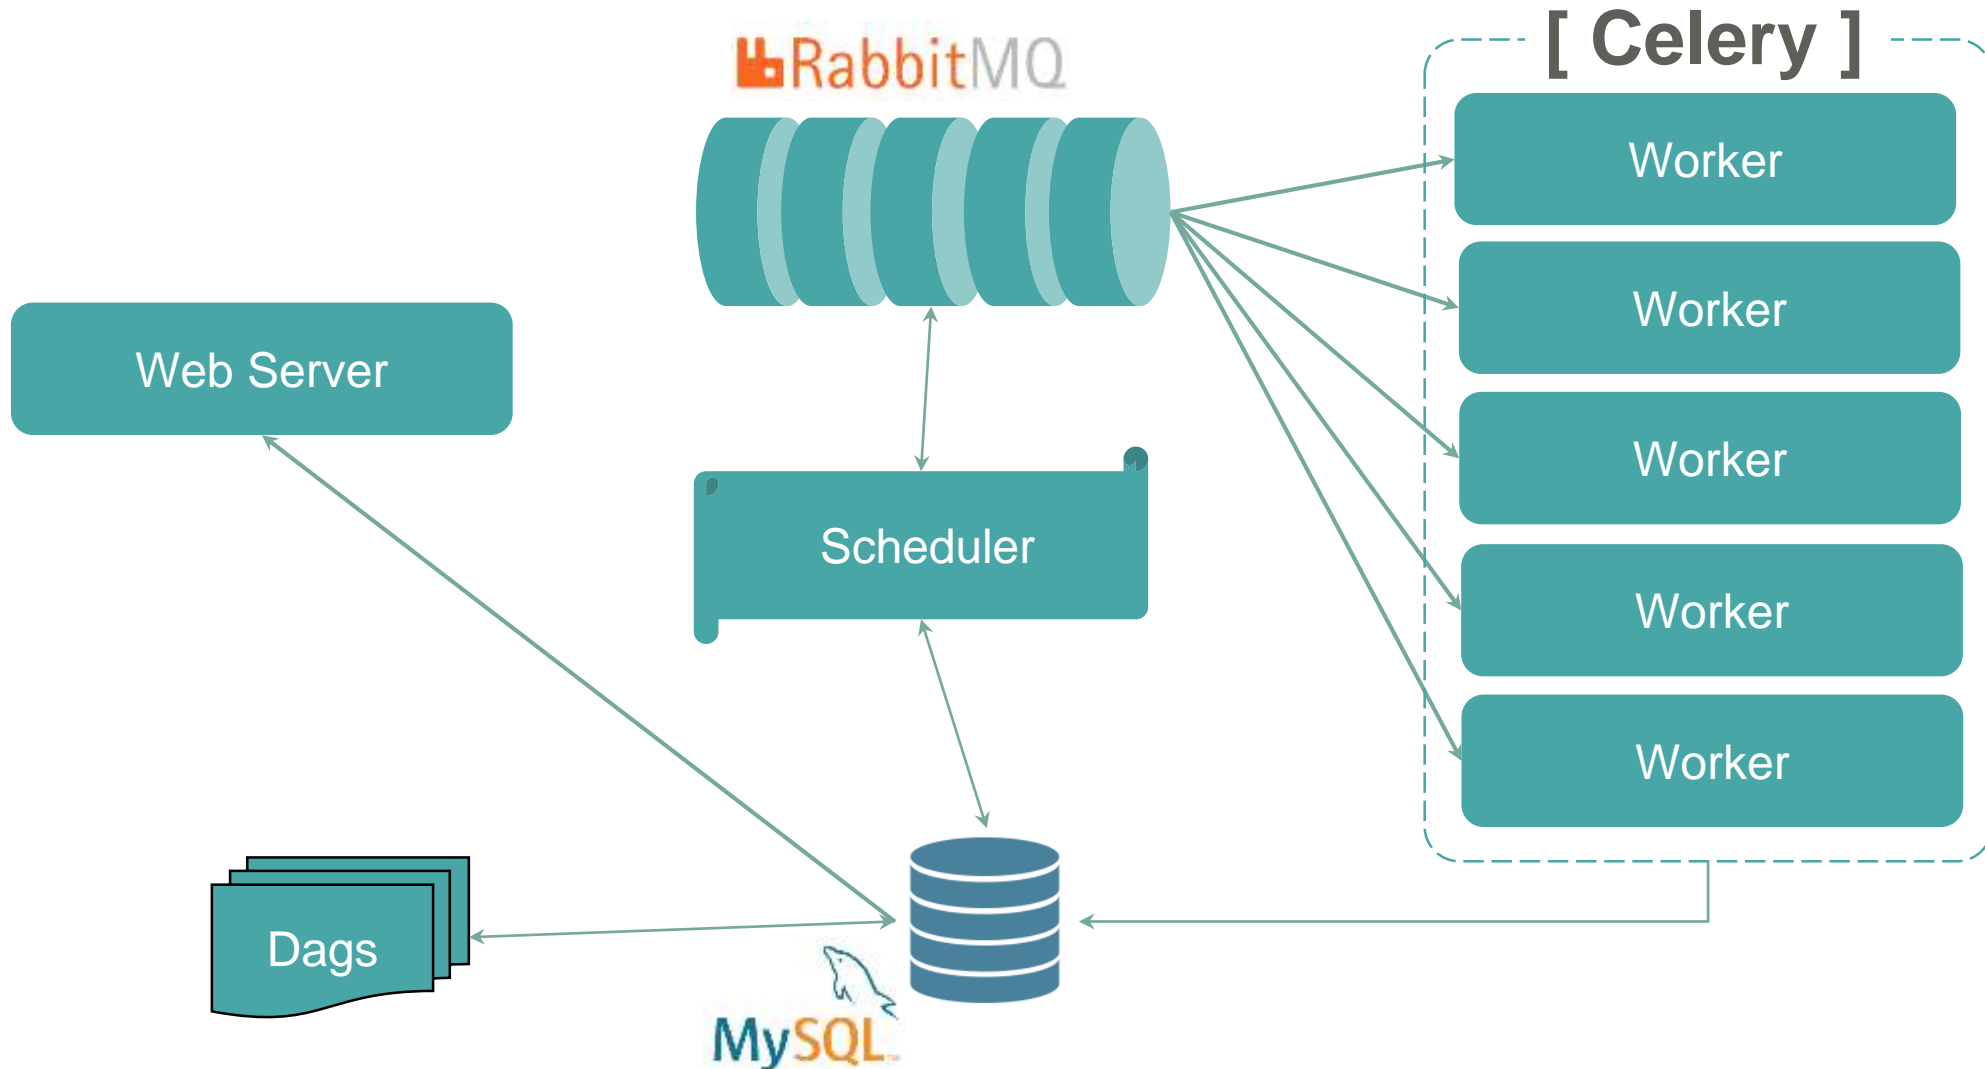 [ Celery ]
RabbitMQ
Worker
Worker
Web Server
Worker
Scheduler
Worker
Worker
Dags
MySQL